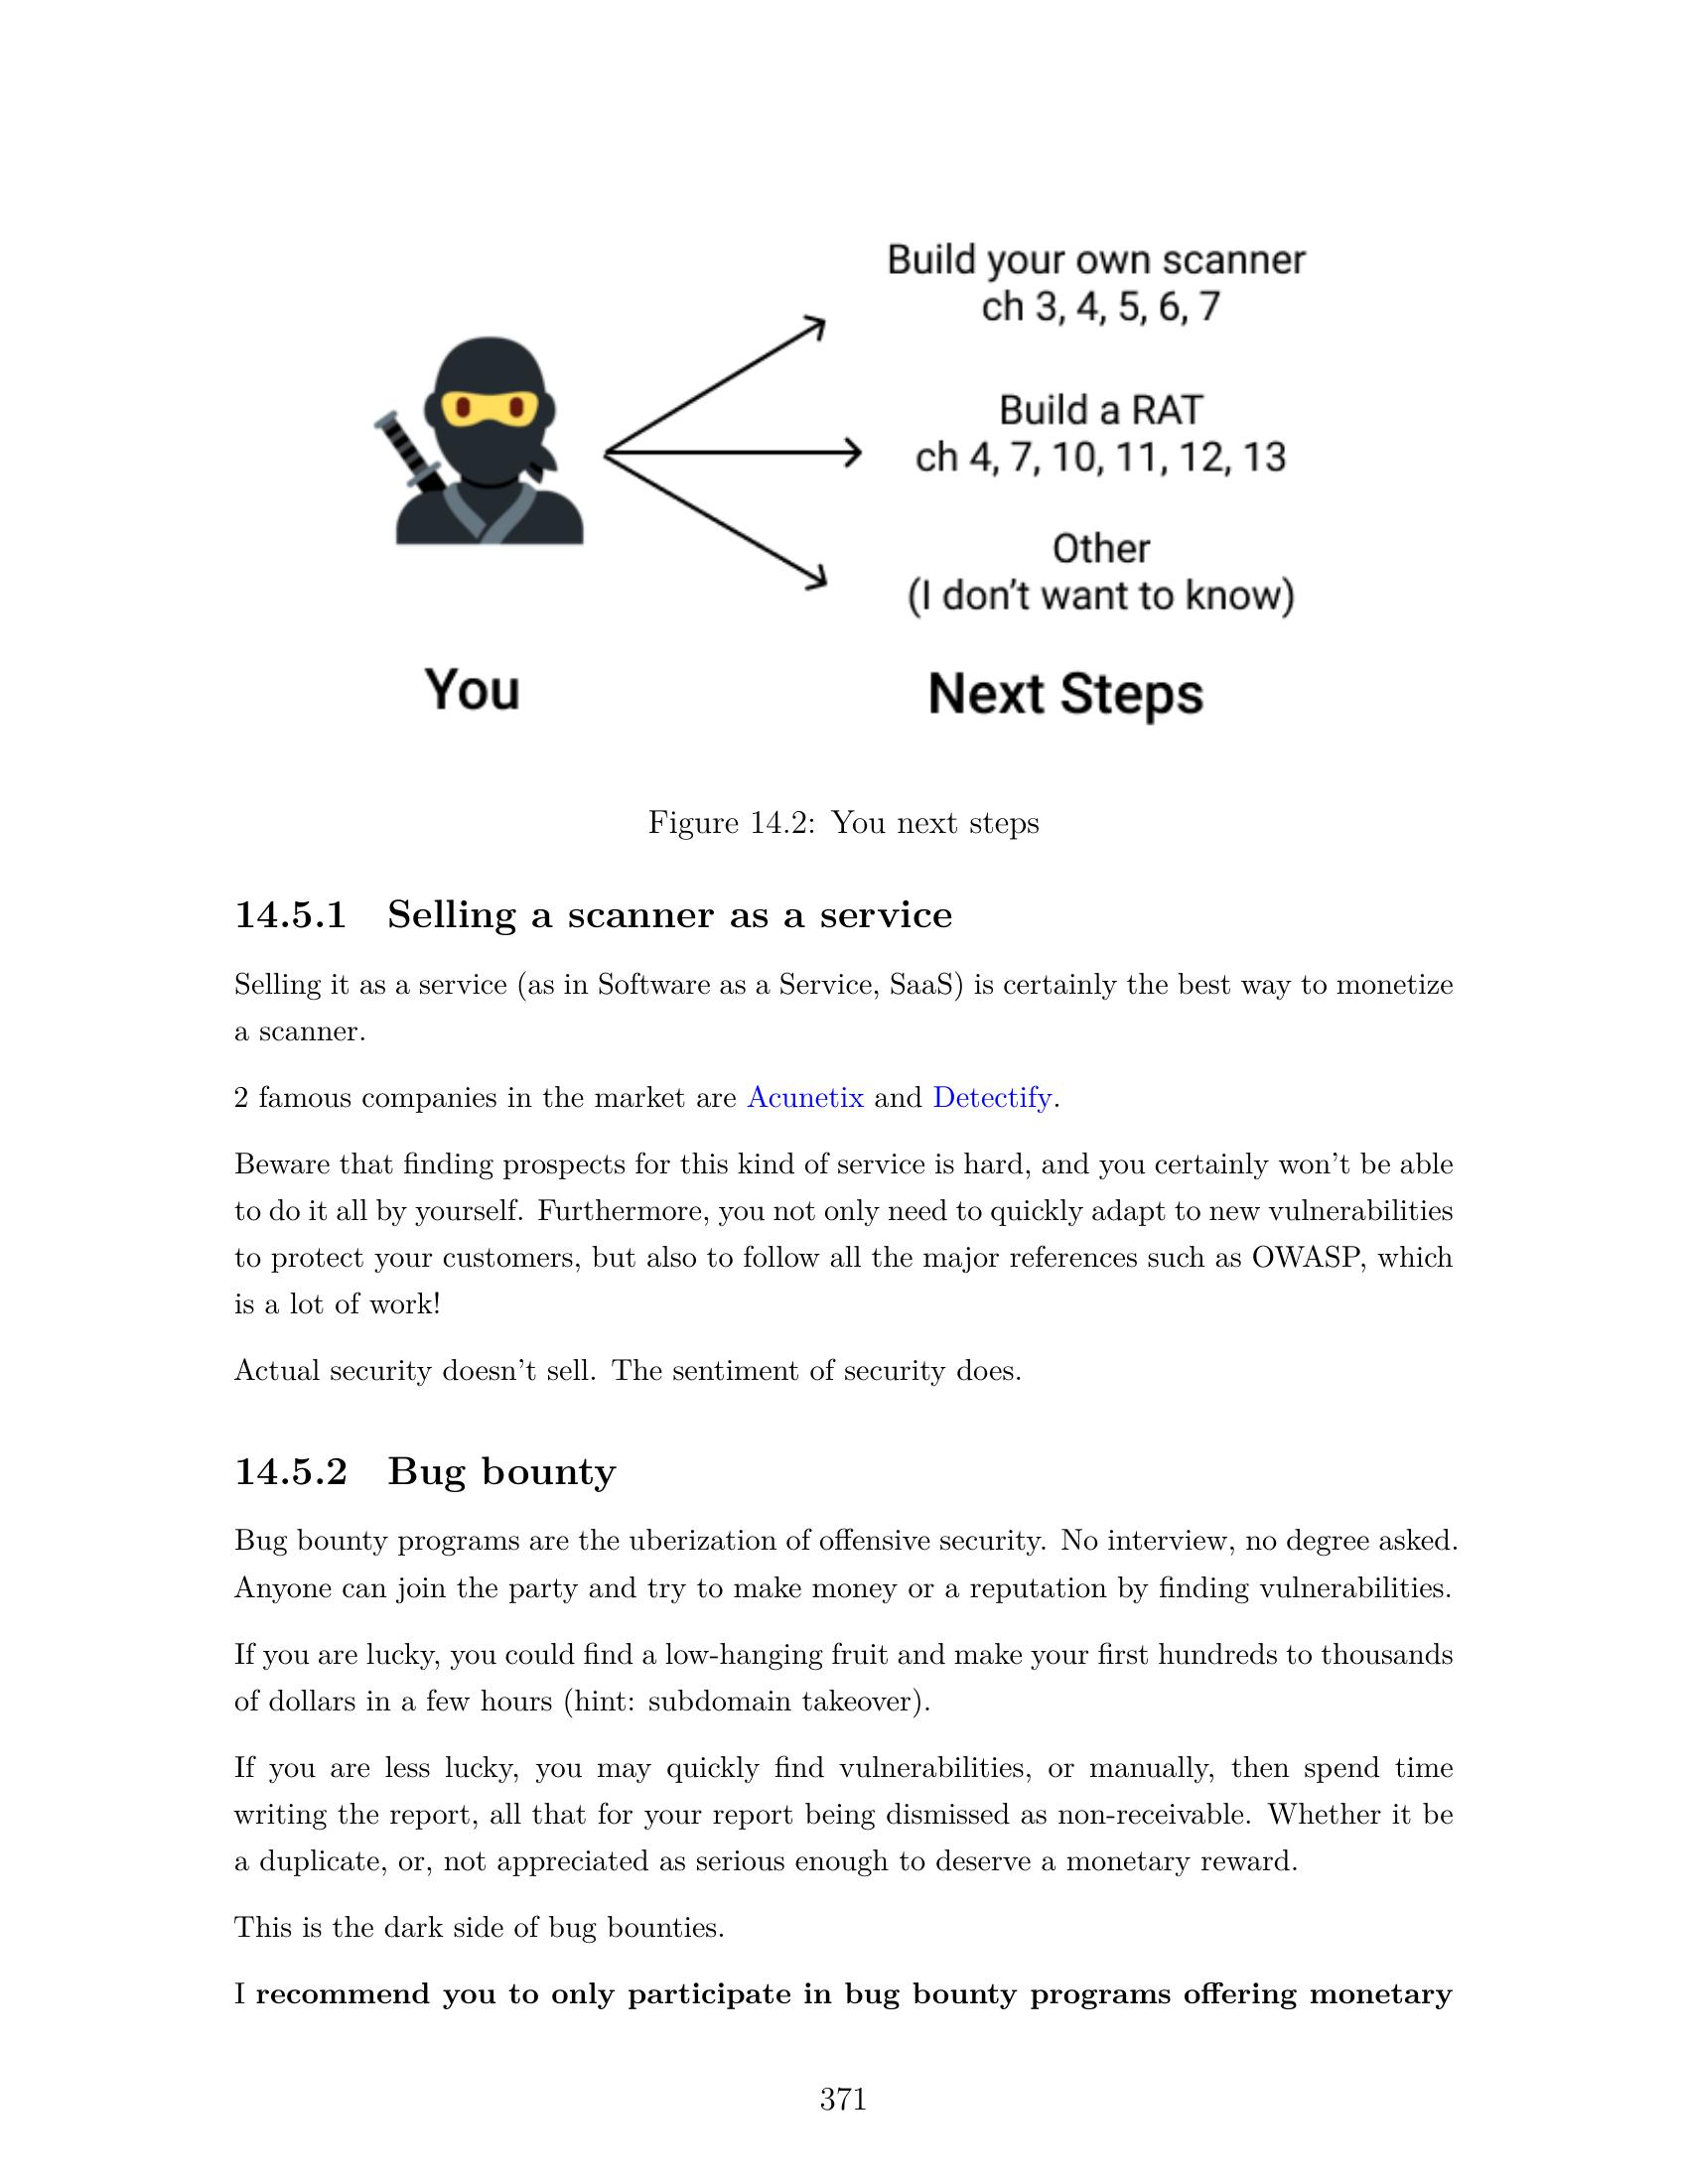 Build your own scanner
ch 3, 4, 5, 6, 7
Build a RAT
ch 4, 7, 10, 11, 12, 13
Other
(I don’t want to know)
You
Next Steps
Figure 14.2: You next steps
14.5.1 Selling a scanner as a service
Selling it as a service (as in Software as a Service, SaaS) is certainly the best way to monetize
a scanner.
2 famous companies in the market are Acunetix and Detectify.
Beware that finding prospects for this kind of service is hard, and you certainly won’t be able
to do it all by yourself. Furthermore, you not only need to quickly adapt to new vulnerabilities
to protect your customers, but also to follow all the major references such as OWASP, which
is a lot of work!
Actual security doesn’t sell. The sentiment of security does.
14.5.2 Bug bounty
Bug bounty programs are the uberization of offensive security. No interview, no degree asked.
Anyone can join the party and try to make money or a reputation by finding vulnerabilities.
If you are lucky, you could find a low-hanging fruit and make your first hundreds to thousands
of dollars in a few hours (hint: subdomain takeover).
If you are less lucky, you may quickly find vulnerabilities, or manually, then spend time
writing the report, all that for your report being dismissed as non-receivable. Whether it be
a duplicate, or, not appreciated as serious enough to deserve a monetary reward.
This is the dark side of bug bounties.
I recommend you to only participate in bug bounty programs offering monetary
371